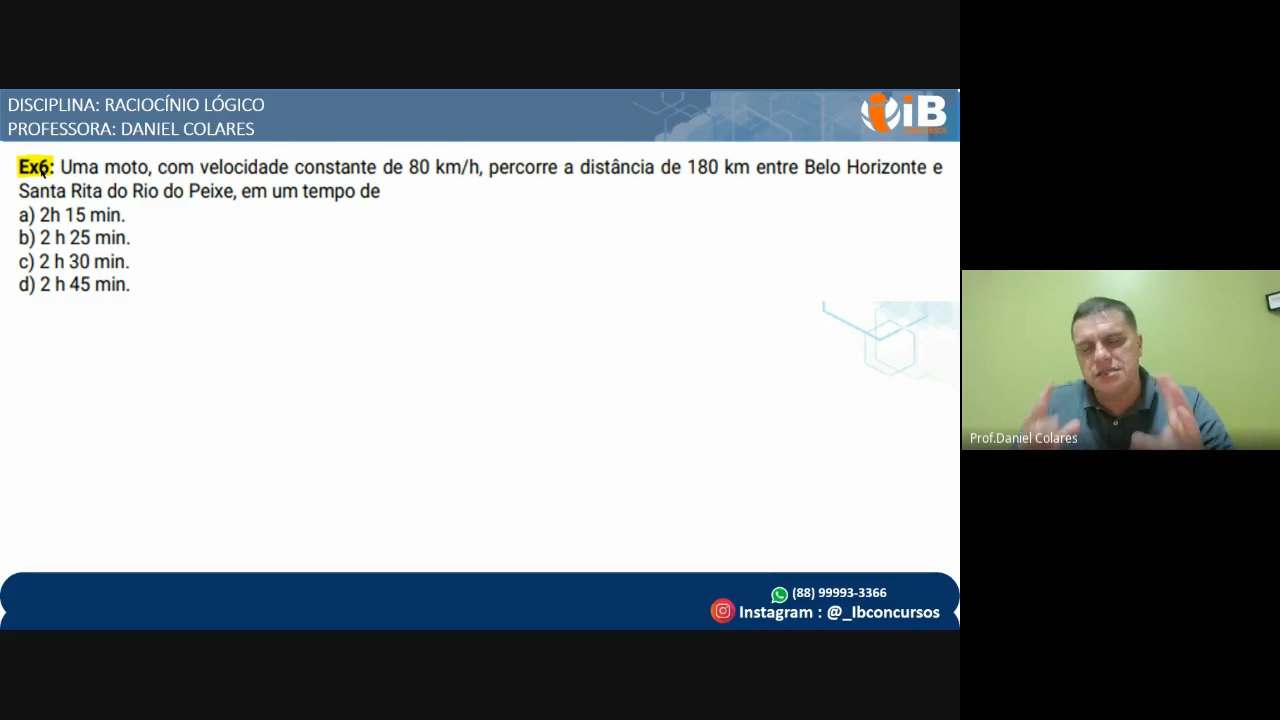 DISCIPLINA: RACIOCÍNIO LÓGICO
PROFESSORA: DANIEL COLARES
iB
CONCURSOS
Ex6: Uma moto, com velocidade constante de 80 km/h, percorre a distância de 180 km entre Belo Horizonte e
Santa Rita do Rio do Peixe, em um tempo de
a) 2h 15 min.
b) 2 h 25 min.
c) 2 h 30 min.
d) 2 h 45 min.
Prof.Daniel Colares
(88) 99993-3366
Instagram : @_Ibconcursos